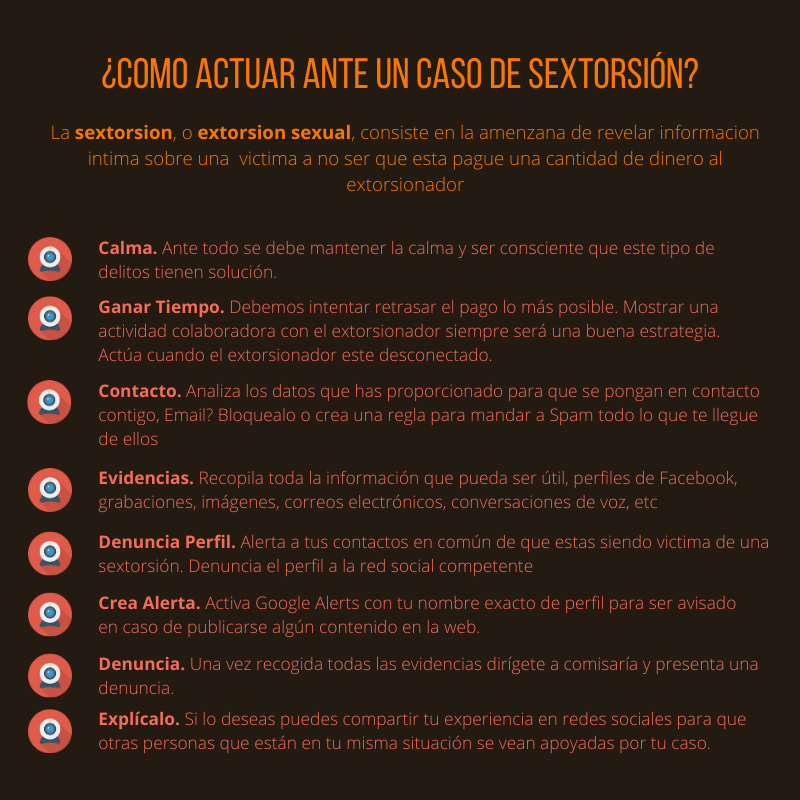 ¿COMO ACTUAR ANTE UN CASO DE SEXTORSIÓN?
La sextorsion, o extorsion sexual, consiste en la amenzana de revelar informacion
intima sobre una victima a no ser que esta pague una cantidad de dinero al
extorsionador
Calma. Ante todo se debe mantener la calma y ser consciente que este tipo de
delitos tienen solución.
Ganar Tiempo. Debemos intentar retrasar el pago lo más posible. Mostrar una
actividad colaboradora con el extorsionador siempre será una buena estrategia.
Actúa cuando el extorsionador este desconectado.
Contacto. Analiza los datos que has proporcionado para que se pongan en contacto
contigo, Email? Bloquealo o crea una regla para mandar a Spam todo lo que te llegue
de ellos
Evidencias. Recopila toda la información que pueda ser útil, perfiles de Facebook,
grabaciones, imágenes, correos electrónicos, conversaciones de voz, etc
Denuncia Perfil. Alerta a tus contactos en común de que estas siendo victima de una
sextorsión. Denuncia el perfil a la red social competente
Crea Alerta. Activa Google Alerts con tu nombre exacto de perfil para ser avisado
en caso de publicarse algún contenido en la web.
Denuncia. Una vez recogida todas las evidencias dirígete a comisaría y presenta una
denuncia.
Explícalo. Si lo deseas puedes compartir tu experiencia en redes sociales para que
otras personas que están en tu misma situación se vean apoyadas por tu caso.